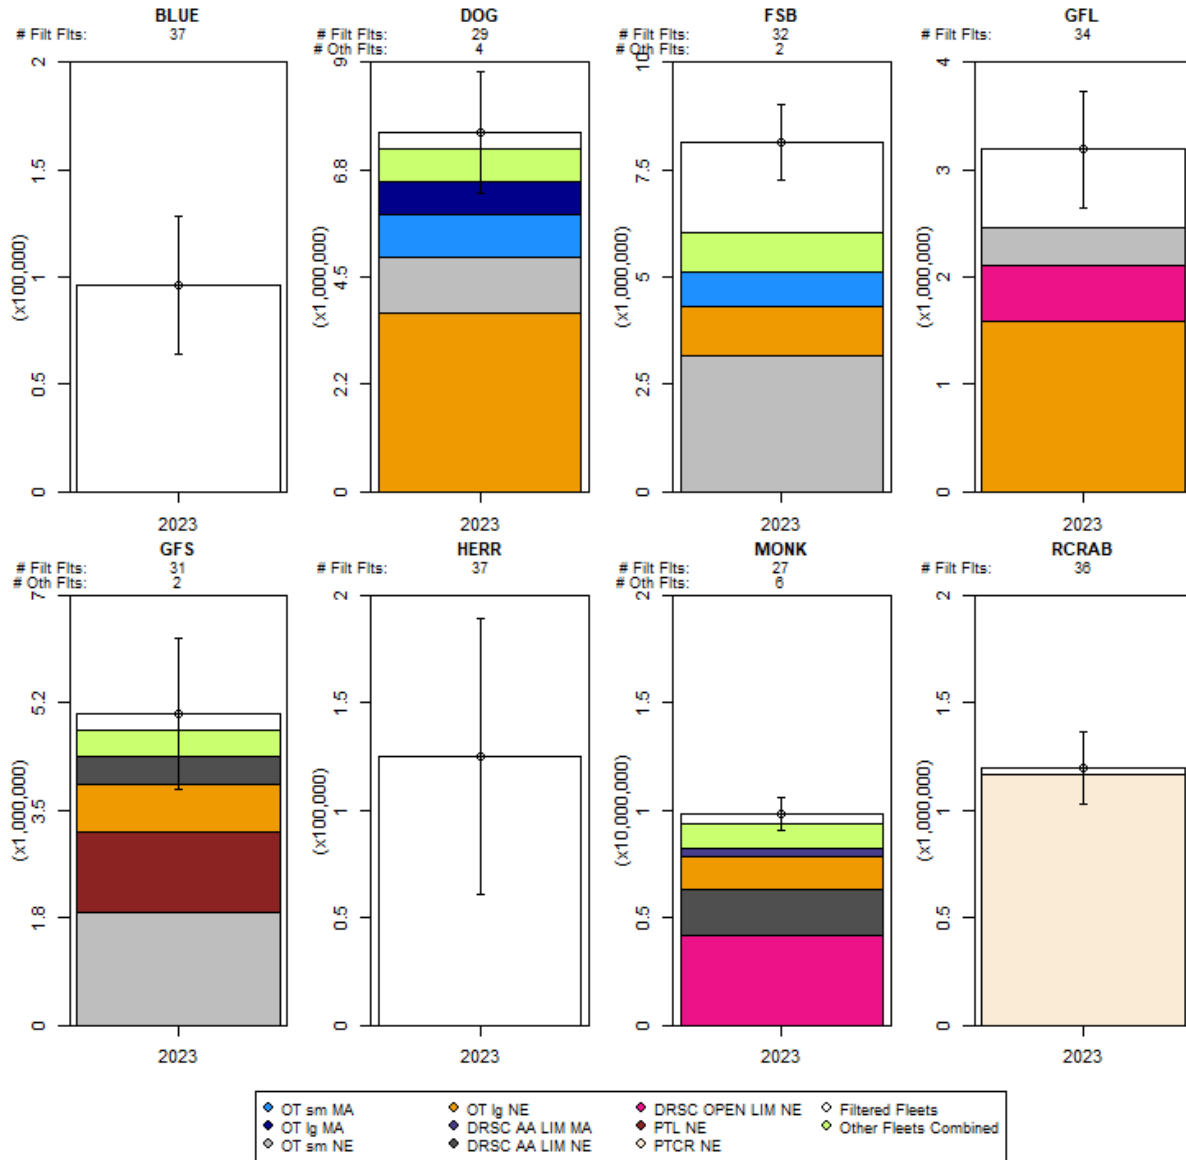 BLUE DOG FSB GFL
# Filt Flts: 37 # Filt Flts: 29 # Filt Flts: 32 # Filt Flts: 34
# Oth Flts: 4 # Oth Flts: 2
2 9 10 4
1.5 6.8 7.5 3
1 4.5 5 2
(x100,000) (x1,000,000) (x1,000,000) (x1,000,000)
0.5 2.2 2.5 1
0 0 0 0
2023 2023 2023 2023
GFS HERR MONK RCRAB
# Filt Flts: 31 # Filt Flts: 37 # Filt Flts: 27 # Filt Flts: 36
# Oth Flts: 2 # Oth Flts: 6
7 2 2 2
5.2 1.5 1.5 1.5
3.5 1 1 1
(x1,000,000) (x100,000) (x10,000,000) (x1,000,000)
1.8 0.5 0.5 0.5
0 0 0 0
2023 2023 2023 2023
OT sm MA OT lg NE DRSC OPEN LIM NE Filtered Fleets
OT lg MA DRSC AA LIM MA PTL NE Other Fleets Combined
OT sm NE DRSC AA LIM NE PTCR NE